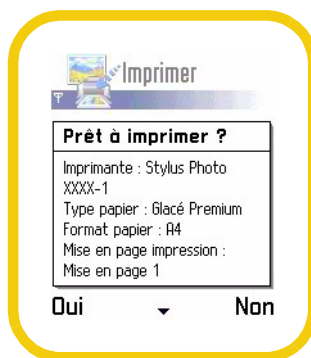 Imprimer
Prêt à imprimer ?
Imprimante : Stylus Photo
XXXX-1
Type papier : Glacé Premium
Format papier : A4
Mise en page impression :
Mise en page 1
Oui Non